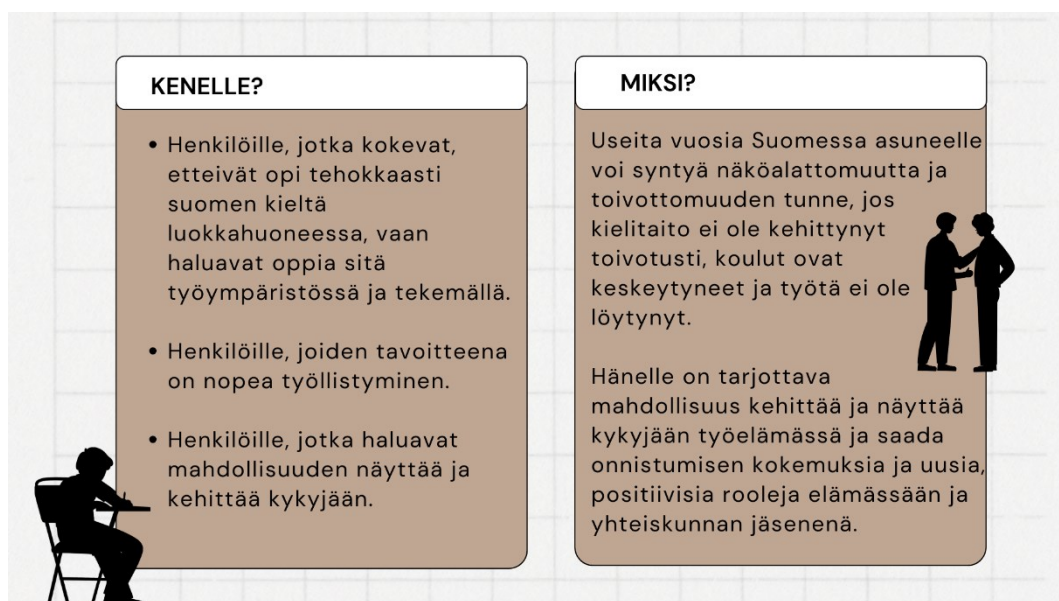 KENELLE?
• Henkilöille, jotka kokevat,
etteivät opi tehokkaasti
suomen kieltä
luokkahuoneessa, vaan
haluavat oppia sitä
työympäristössä ja tekemällä.
• Henkilöille, joiden tavoitteena
on nopea työllistyminen.
• Henkilöille, jotka haluavat
mahdollisuuden näyttää ja
kehittää kykyjään.
MIKSI?
Useita vuosia Suomessa asuneelle
voi syntyä näköalattomuutta ja
toivottomuuden tunne, jos
kielitaito ei ole kehittynyt
toivotusti, koulut ovat
keskeytyneet ja työtä ei ole
löytynyt.
Hänelle on tarjottava
mahdollisuus kehittää ja näyttää
kykyjään työelämässä ja saada
onnistumisen kokemuksia ja uusia,
positiivisia rooleja elämässään ja
yhteiskunnan jäsenenä.